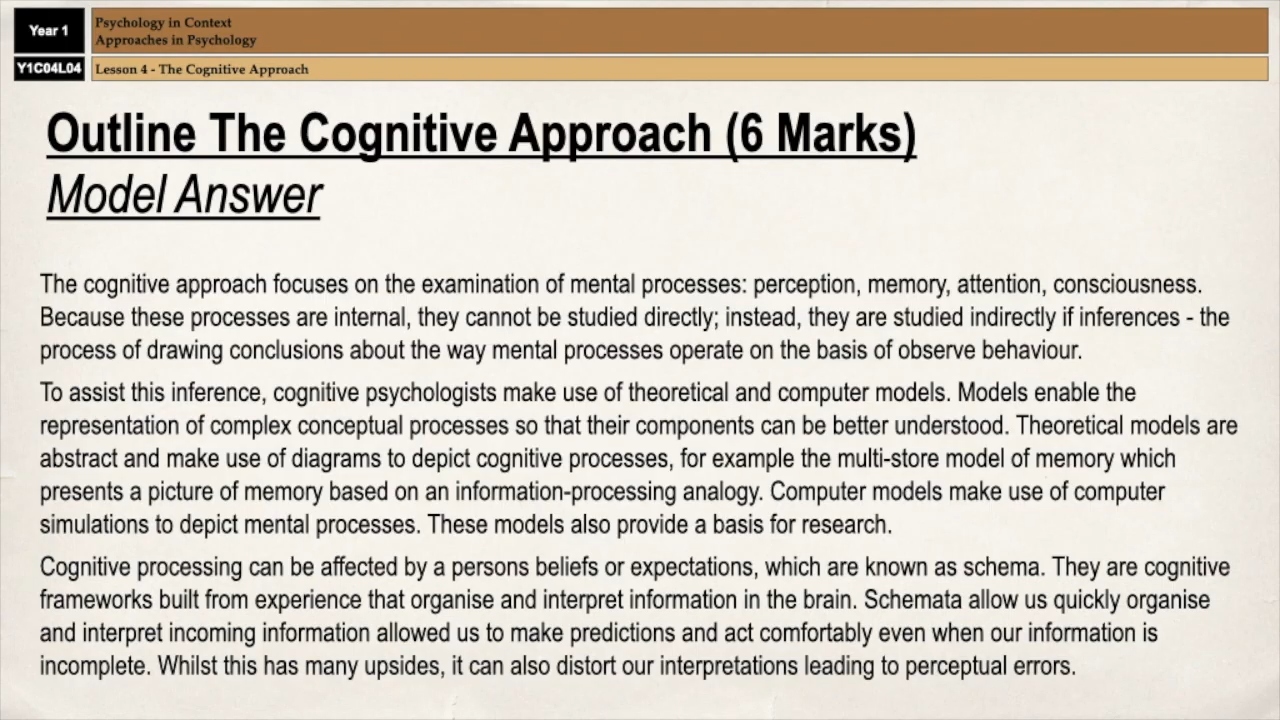 Year 1
Psychology in Context
Approaches in Psychology
Y1C04L04
Lesson 4 - The Cognitive Approach
Outline The Cognitive Approach (6 Marks)
Model Answer
The cognitive approach focuses on the examination of mental processes: perception, memory, attention, consciousness.
Because these processes are internal, they cannot be studied directly; instead, they are studied indirectly if inferences - the
process of drawing conclusions about the way mental processes operate on the basis of observe behaviour.
To assist this inference, cognitive psychologists make use of theoretical and computer models. Models enable the
representation of complex conceptual processes so that their components can be better understood. Theoretical models are
abstract and make use of diagrams to depict cognitive processes, for example the multi-store model of memory which
presents a picture of memory based on an information-processing analogy. Computer models make use of computer
simulations to depict mental processes. These models also provide a basis for research.
Cognitive processing can be affected by a persons beliefs or expectations, which are known as schema. They are cognitive
frameworks built from experience that organise and interpret information in the brain. Schemata allow us quickly organise
and interpret incoming information allowed us to make predictions and act comfortably even when our information is
incomplete. Whilst this has many upsides, it can also distort our interpretations leading to perceptual errors.